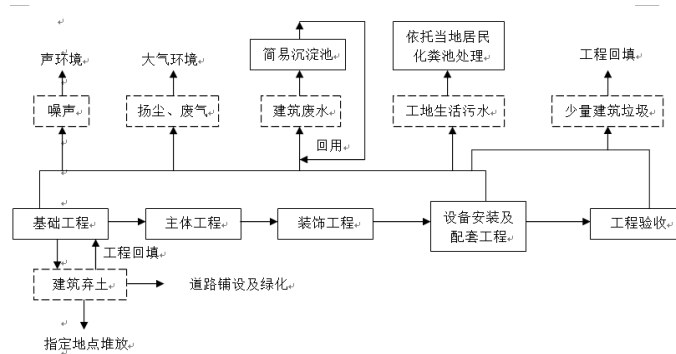 声环境
大气环境
简易沉淀池
依托当地居民
化粪池处理
工程回填
噪声
扬尘、废气
建筑废水
工地生活污水
少量建筑垃圾
回用
基础工程
主体工程
装饰工程
设备安装及
配套工程
工程验收
工程回填
建筑弃土
道路铺设及绿化
指定地点堆放